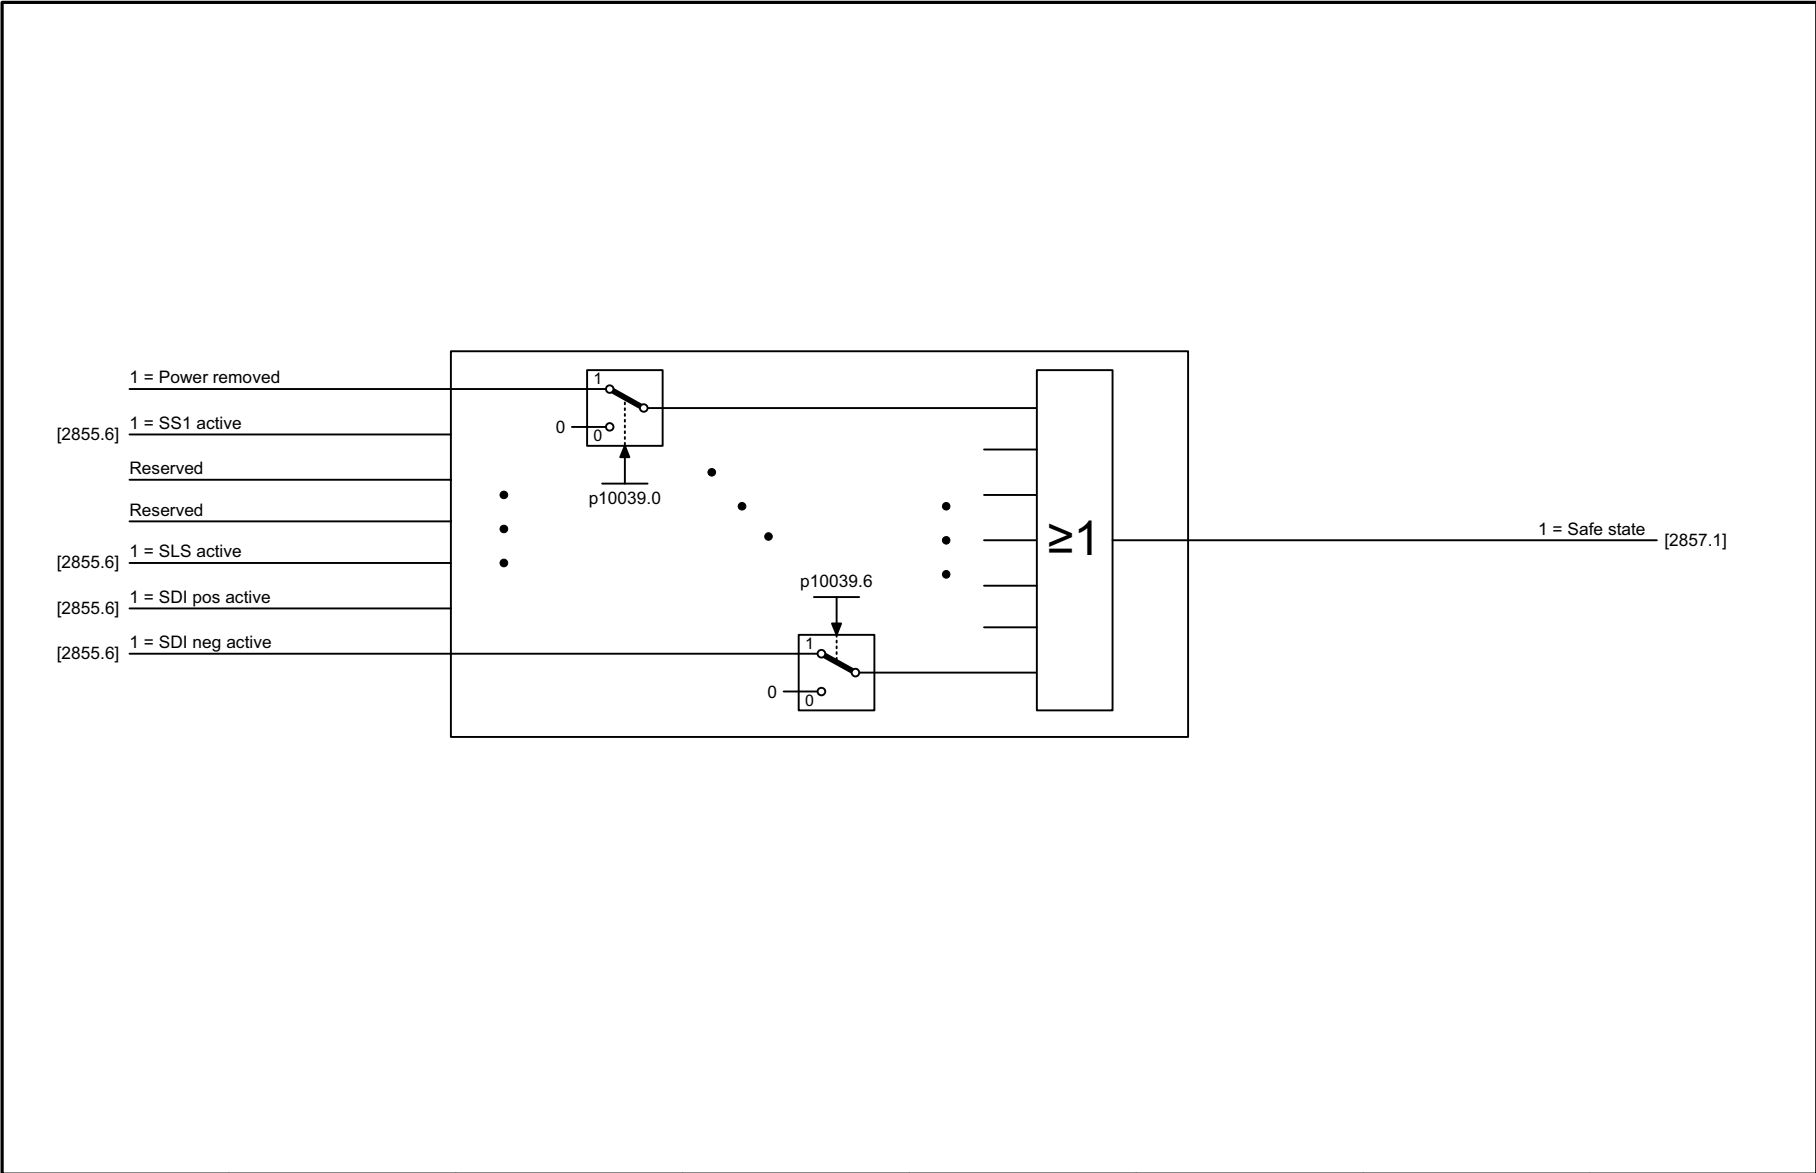 1 = Power removed
[2855.6] 1 = SS1 active
Reserved
Reserved
[2855.6] 1 = SLS active
[2855.6] 1 = SDI pos active
[2855.6] 1 = SDI neg active
1
0 0
p10039.0
p10039.6
1
0 0
≥1
1 = Safe state [2857.1]